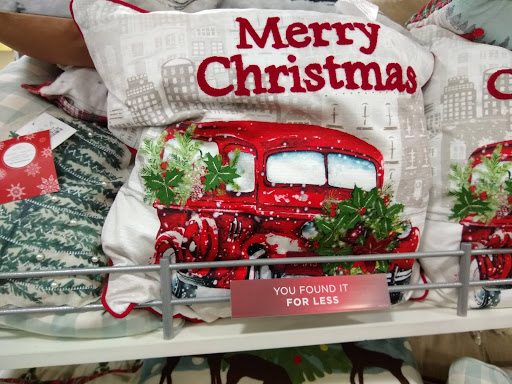 Merry
Christmas
C
YOU FOUND IT
FOR LESS